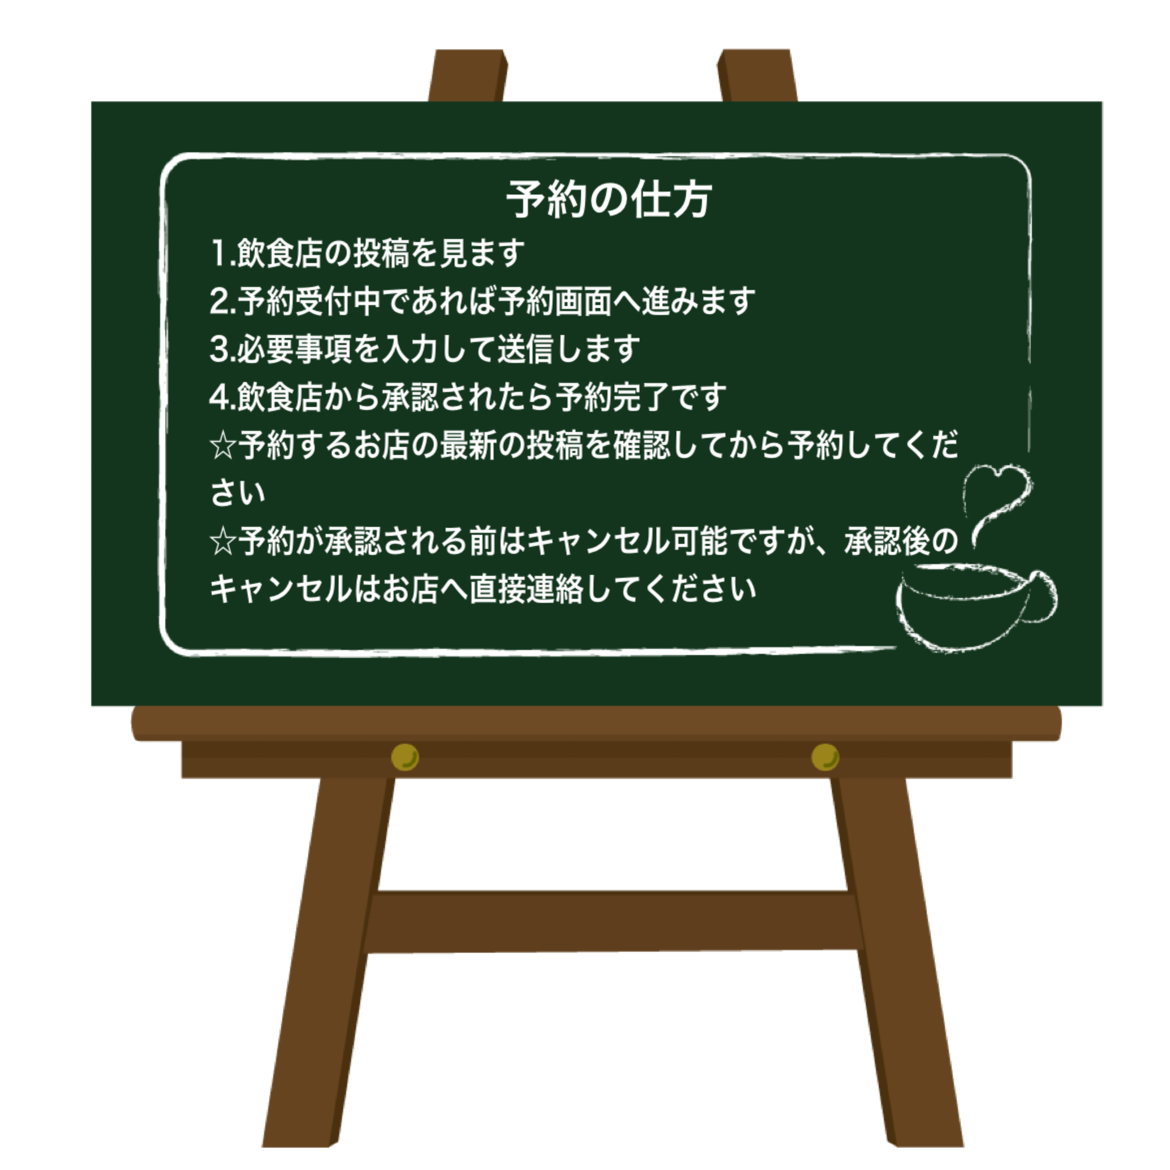 予約の仕方
1.飲食店の投稿を見ます
2.予約受付中であれば予約画面へ進みます
3.必要事項を入力して送信します
4.飲食店から承認されたら予約完了です
☆予約するお店の最新の投稿を確認してから予約してくだ
さい
☆予約が承認される前はキャンセル可能ですが、承認後の
キャンセルはお店へ直接連絡してください